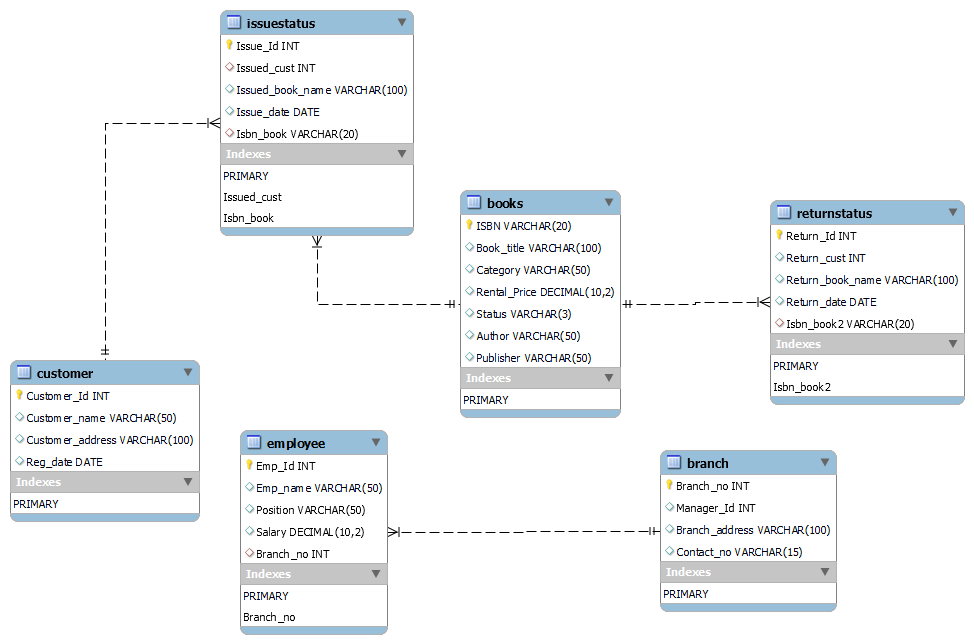 issuestatus
Issue_Id INT
Issued_cust INT
Issued_book_name VARCHAR(100)
Issue_date DATE
Isbn_book VARCHAR(20)
Indexes
PRIMARY
Issued_cust
Isbn_book
books
ISBN VARCHAR(20)
Book_title VARCHAR(100)
Category VARCHAR(50)
Rental_Price DECIMAL(10,2)
Status VARCHAR(3)
Author VARCHAR(50)
Publisher VARCHAR(50)
Indexes
PRIMARY
returnstatus
Return_Id INT
Return_cust INT
Return_book_name VARCHAR(100)
Return_date DATE
Isbn_book2 VARCHAR(20)
Indexes
PRIMARY
Isbn_book2
customer
Customer_Id INT
Customer_name VARCHAR(50)
Customer_address VARCHAR(100)
Reg_date DATE
Indexes
PRIMARY
employee
Emp_Id INT
Emp_name VARCHAR(50)
Position VARCHAR(50)
Salary DECIMAL(10,2)
Branch_no INT
Indexes
PRIMARY
Branch_no
branch
Branch_no INT
Manager_Id INT
Branch_address VARCHAR(100)
Contact_no VARCHAR(15)
Indexes
PRIMARY